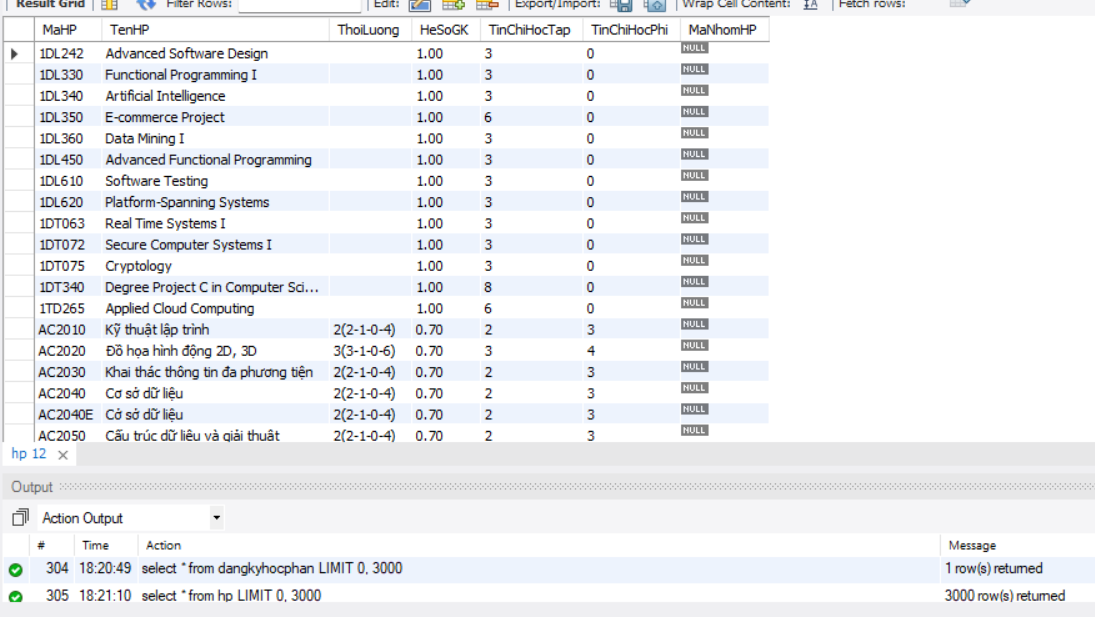 Result Grid Filter Rows: Edit: Export/Import: Wrap Cell Content: Fetch rows:
MaHP TenHP ThoiLuong HeSoGK TinChiHocTap TinChiHocPhi MaNhomHP
1DL242 Advanced Software Design 1.00 3 0 NULL
1DL330 Functional Programming I 1.00 3 0 NULL
1DL340 Artificial Intelligence 1.00 3 0 NULL
1DL350 E-commerce Project 1.00 6 0 NULL
1DL360 Data Mining I 1.00 3 0 NULL
1DL450 Advanced Functional Programming 1.00 3 0 NULL
1DL610 Software Testing 1.00 3 0 NULL
1DL620 Platform-Spanning Systems 1.00 3 0 NULL
1DT063 Real Time Systems I 1.00 3 0 NULL
1DT072 Secure Computer Systems I 1.00 3 0 NULL
1DT075 Cryptology 1.00 3 0 NULL
1DT340 Degree Project C in Computer Sci... 1.00 8 0 NULL
1TD265 Applied Cloud Computing 1.00 6 0 NULL
AC2010 Kỹ thuật lập trình 2(2-1-0-4) 0.70 2 3 NULL
AC2020 Đồ họa hình động 2D, 3D 3(3-1-0-6) 0.70 3 4 NULL
AC2030 Khai thác thông tin đa phương tiện 2(2-1-0-4) 0.70 2 3 NULL
AC2040 Cơ sở dữ liệu 2(2-1-0-4) 0.70 2 3 NULL
AC2040E Cở sở dữ liệu 2(2-1-0-4) 0.70 2 3 NULL
AC2050 Cấu trúc dữ liệu và giải thuật 2(2-1-0-4) 0.70 2 3 NULL
hp 12
Output
Action Output
# Time Action Message
304 18:20:49 select * from dangkyhocphan LIMIT 0, 3000 1 row(s) returned
305 18:21:10 select * from hp LIMIT 0, 3000 3000 row(s) returned